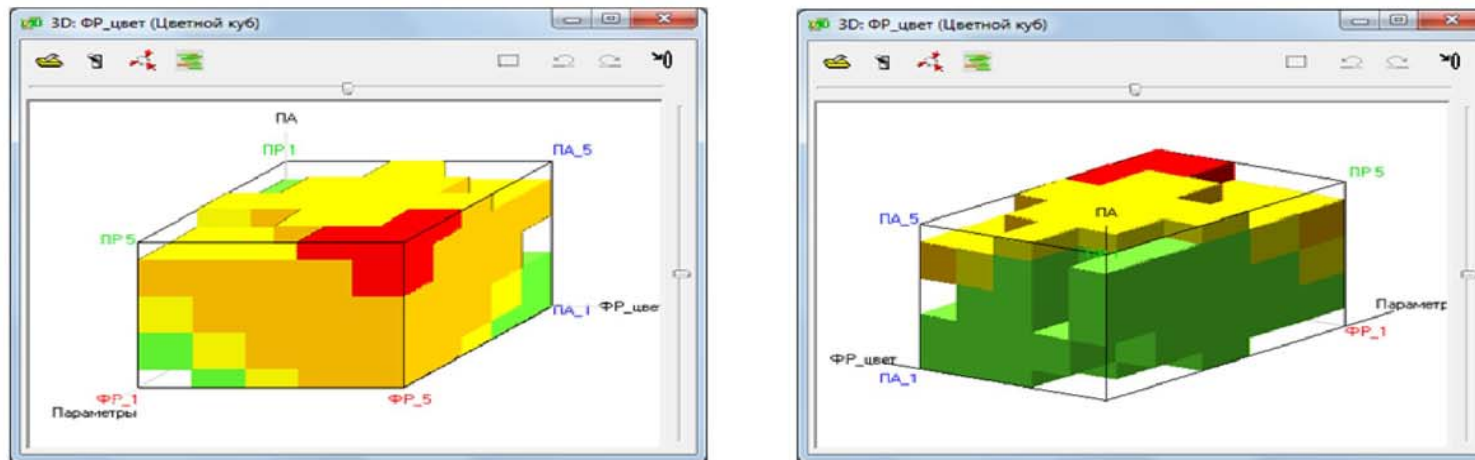 3D: ФР_цвет (Цветной куб)
ПА
ПР 1
ПА_5
ПР 5
ПА_1
ФР_цвет
ФР_1
ФР_5
Параметры
3D: ФР_цвет (Цветной куб)
ПР 5
ПА_5
ПА
Параметр
ФР_1
ФР_цвет
ПА_1